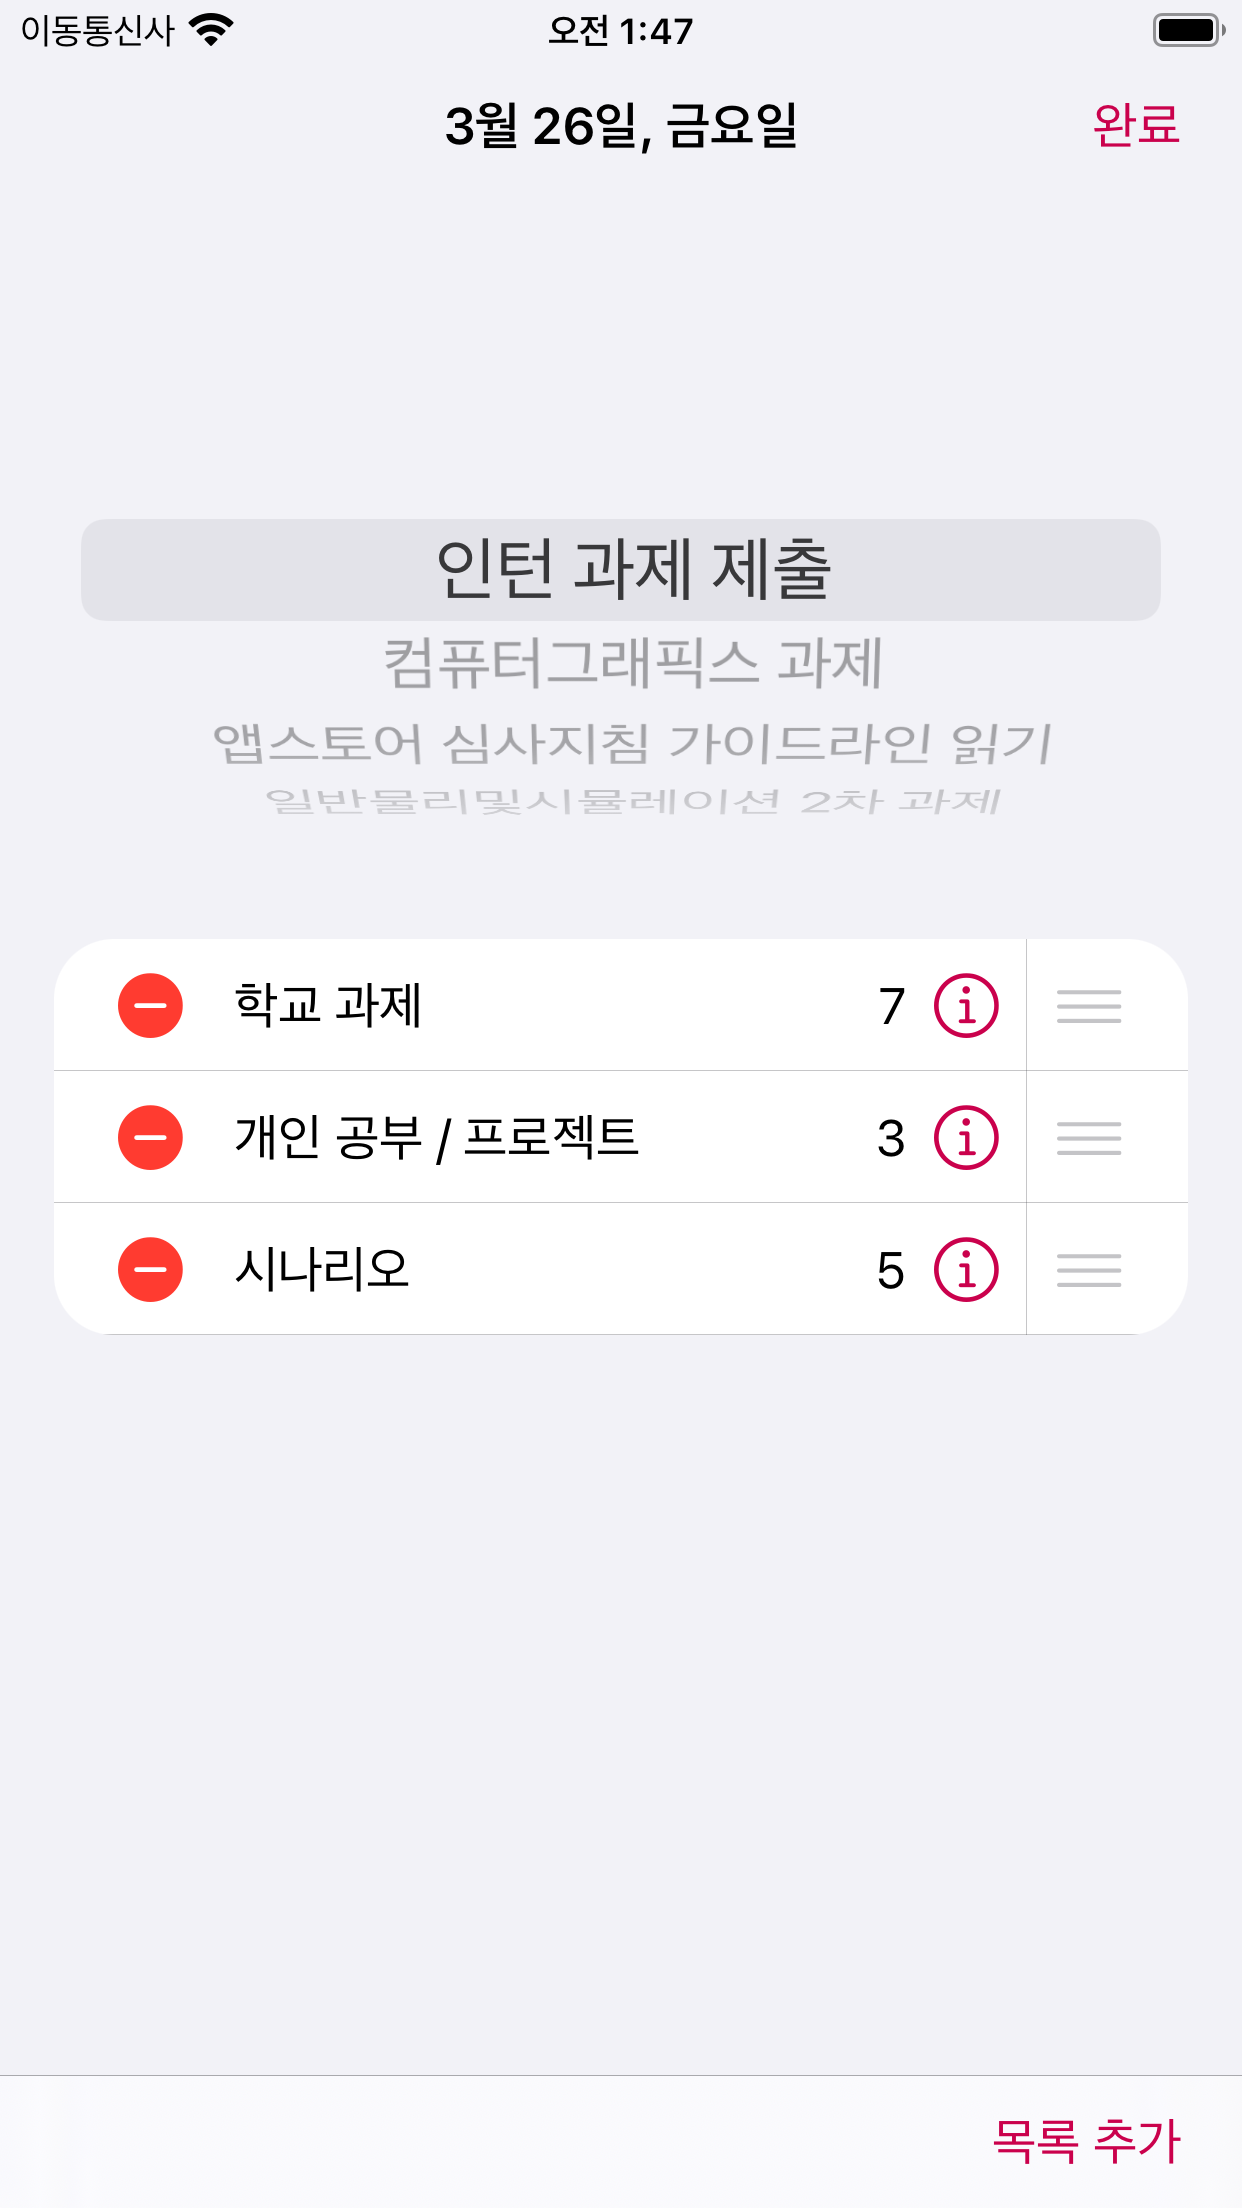 이동통신사 오전 1:47
3월 26일, 금요일 완료
인턴 과제 제출
컴퓨터그래픽스 과제
앱스토어 심사지침 가이드라인 읽기
일반물리및시뮬레이션 2차 과제
학교 과제 7
개인 공부 / 프로젝트 3
시나리오 5
목록 추가